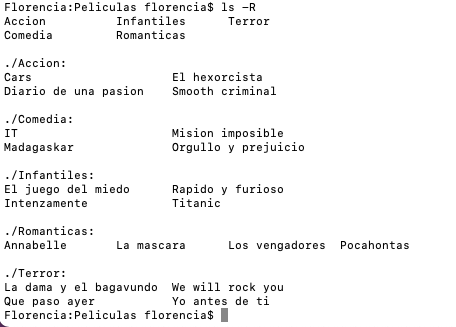 Florencia:Peliculas florencia$ ls -R
Accion Infantiles Terror
Comedia Romanticas
./Accion:
Cars El hexorcista
Diario de una pasion Smooth criminal
./Comedia:
IT Mision imposible
Madagaskar Orgullo y prejuicio
./Infantiles:
El juego del miedo Rapido y furioso
Intenzamente Titanic
./Romanticas:
Annabelle La mascara Los vengadores Pocahontas
./Terror:
La dama y el bagavundo We will rock you
Que paso ayer Yo antes de ti
Florencia:Peliculas florencia$